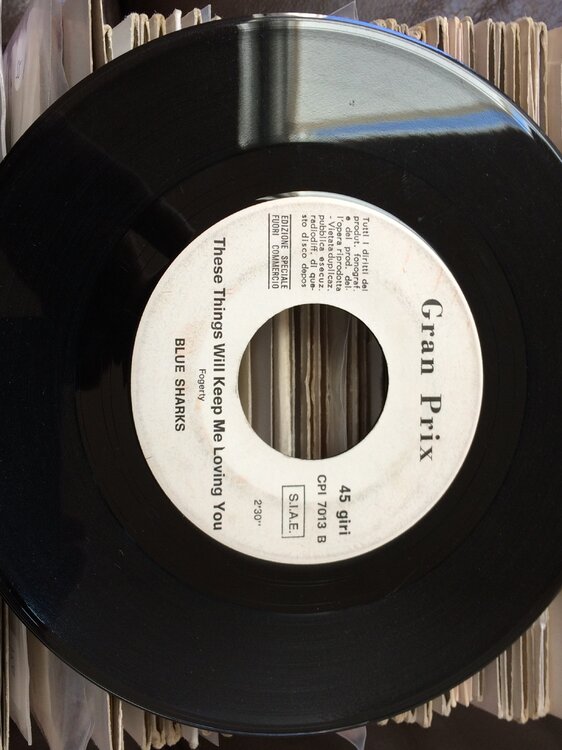 Gran Prix
Tutti i diritti del
produt. fonograf.
e del prod. del-
l'opera riprodotta
- Vietata duplicaz.
pubblica esecuz.
radiodiff. di que-
sto disco depos
EDIZIONE SPECIALE
FUORI COMMERCIO
45 giri
CPI 7013 B
S.I.A.E.
2'30''
These Things Will Keep Me Loving You
Fogerty
BLUE SHARKS